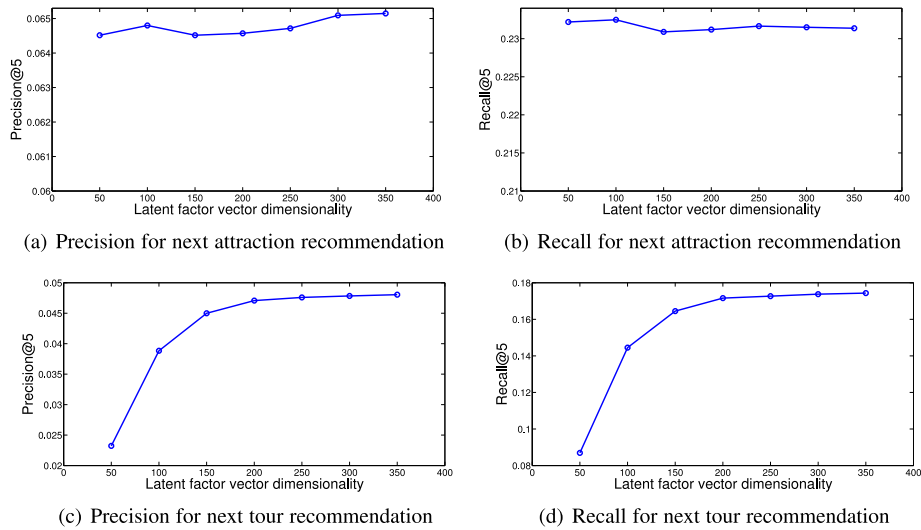 0.065
0.064
0.063
0.062
0.061
0.06
Precision@5
0 50 100 150 200 250 300 350 400
Latent factor vector dimensionality
(a) Precision for next attraction recommendation
0.23
0.225
0.22
0.215
0.21
Recall@5
0 50 100 150 200 250 300 350 400
Latent factor vector dimensionality
(b) Recall for next attraction recommendation
0.05
0.045
0.04
0.035
0.03
0.025
0.02
Precision@5
0 50 100 150 200 250 300 350 400
Latent factor vector dimensionality
(c) Precision for next tour recommendation
0.18
0.16
0.14
0.12
0.1
0.08
Recall@5
0 50 100 150 200 250 300 350 400
Latent factor vector dimensionality
(d) Recall for next tour recommendation